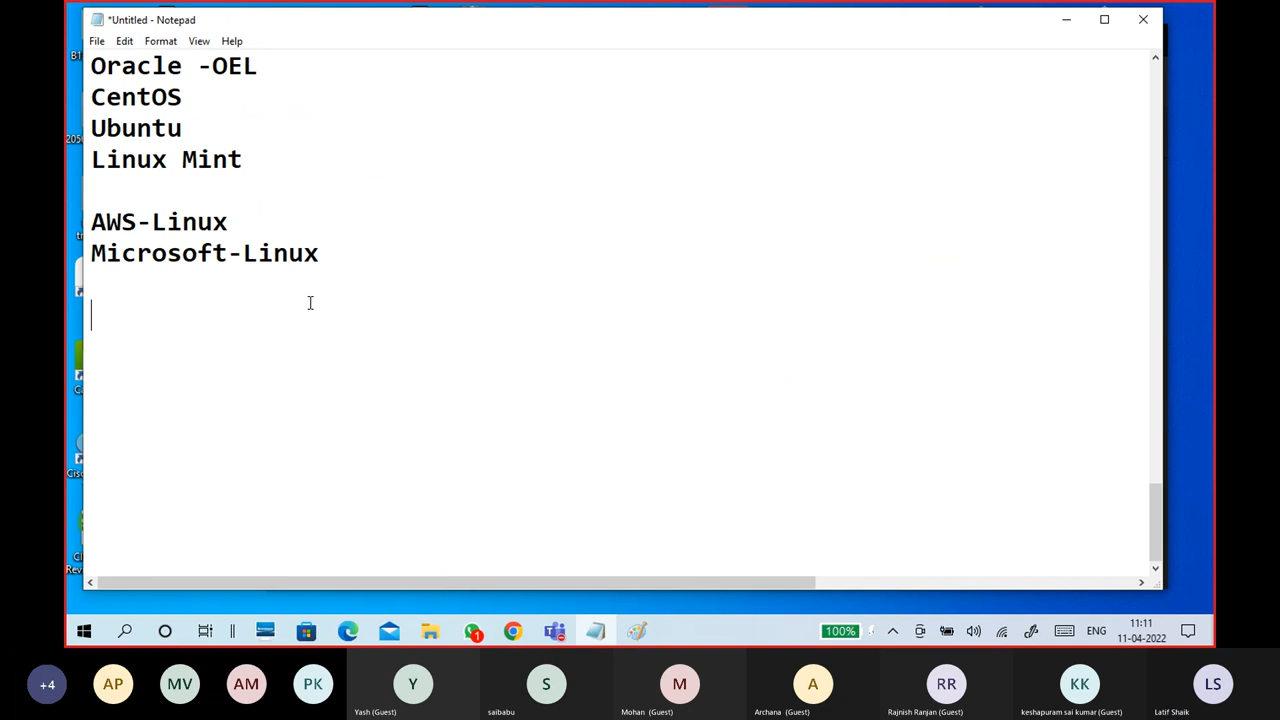 *Untitled - Notepad
File Edit Format View Help
Oracle -OEL
CentOS
Ubuntu
Linux Mint
AWS-Linux
Microsoft-Linux
100%
ENG
11:11
11-04-2022
1
+4
AP
MV
AM
PK
Y
S
M
A
RR
KK
LS
Yash (Guest)
saibabu
Mohan (Guest)
Archana (Guest)
Rajnish Ranjan (Guest)
keshapuram sai kumar (Guest)
Latif Shaik